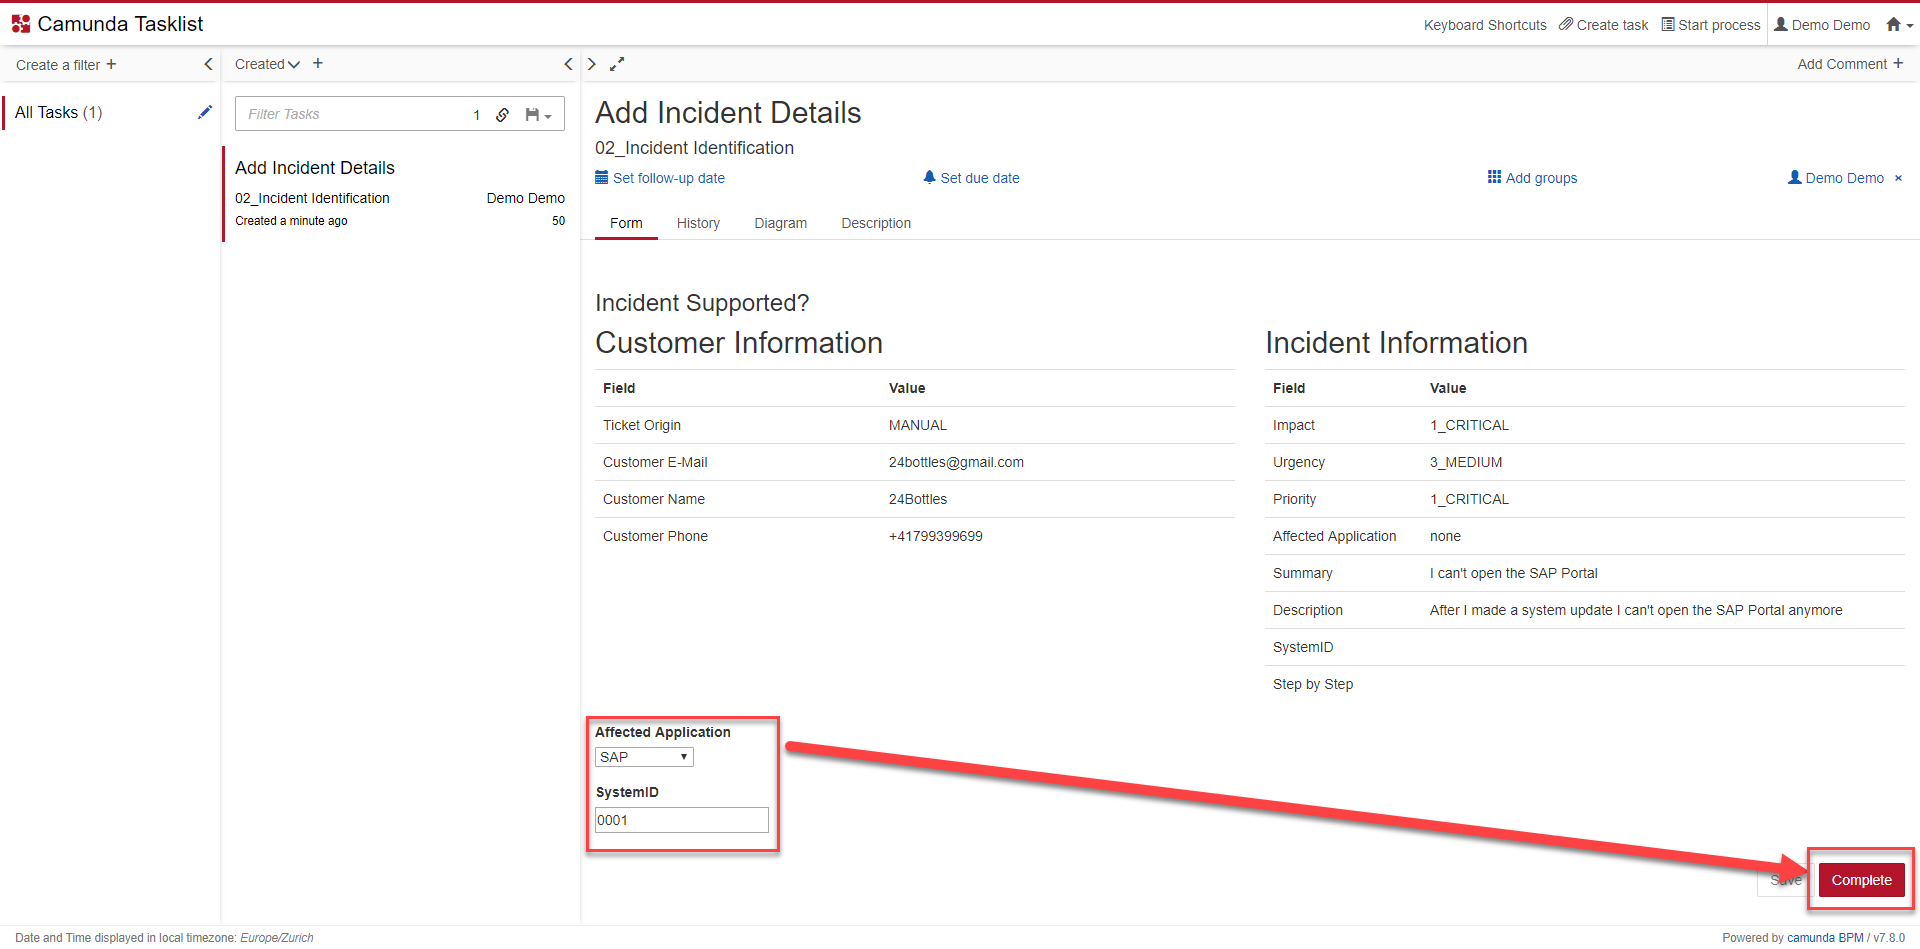 Camunda Tasklist
Keyboard Shortcuts Create task Start process Demo Demo
Create a filter +
Created +
Add Comment +
All Tasks (1)
Filter Tasks 1
Add Incident Details
02_Incident Identification Demo Demo
Created a minute ago 50
Add Incident Details
02_Incident Identification
Set follow-up date Set due date Add groups Demo Demo ×
Form History Diagram Description
Incident Supported?
Customer Information
Field Value
Ticket Origin MANUAL
Customer E-Mail 24bottles@gmail.com
Customer Name 24Bottles
Customer Phone +41799399699
Incident Information
Field Value
Impact 1_CRITICAL
Urgency 3_MEDIUM
Priority 1_CRITICAL
Affected Application none
Summary I can't open the SAP Portal
Description After I made a system update I can't open the SAP Portal anymore
SystemID
Step by Step
Affected Application
SAP
SystemID
0001
Save Complete
Date and Time displayed in local timezone: Europe/Zurich
Powered by camunda BPM / v7.8.0